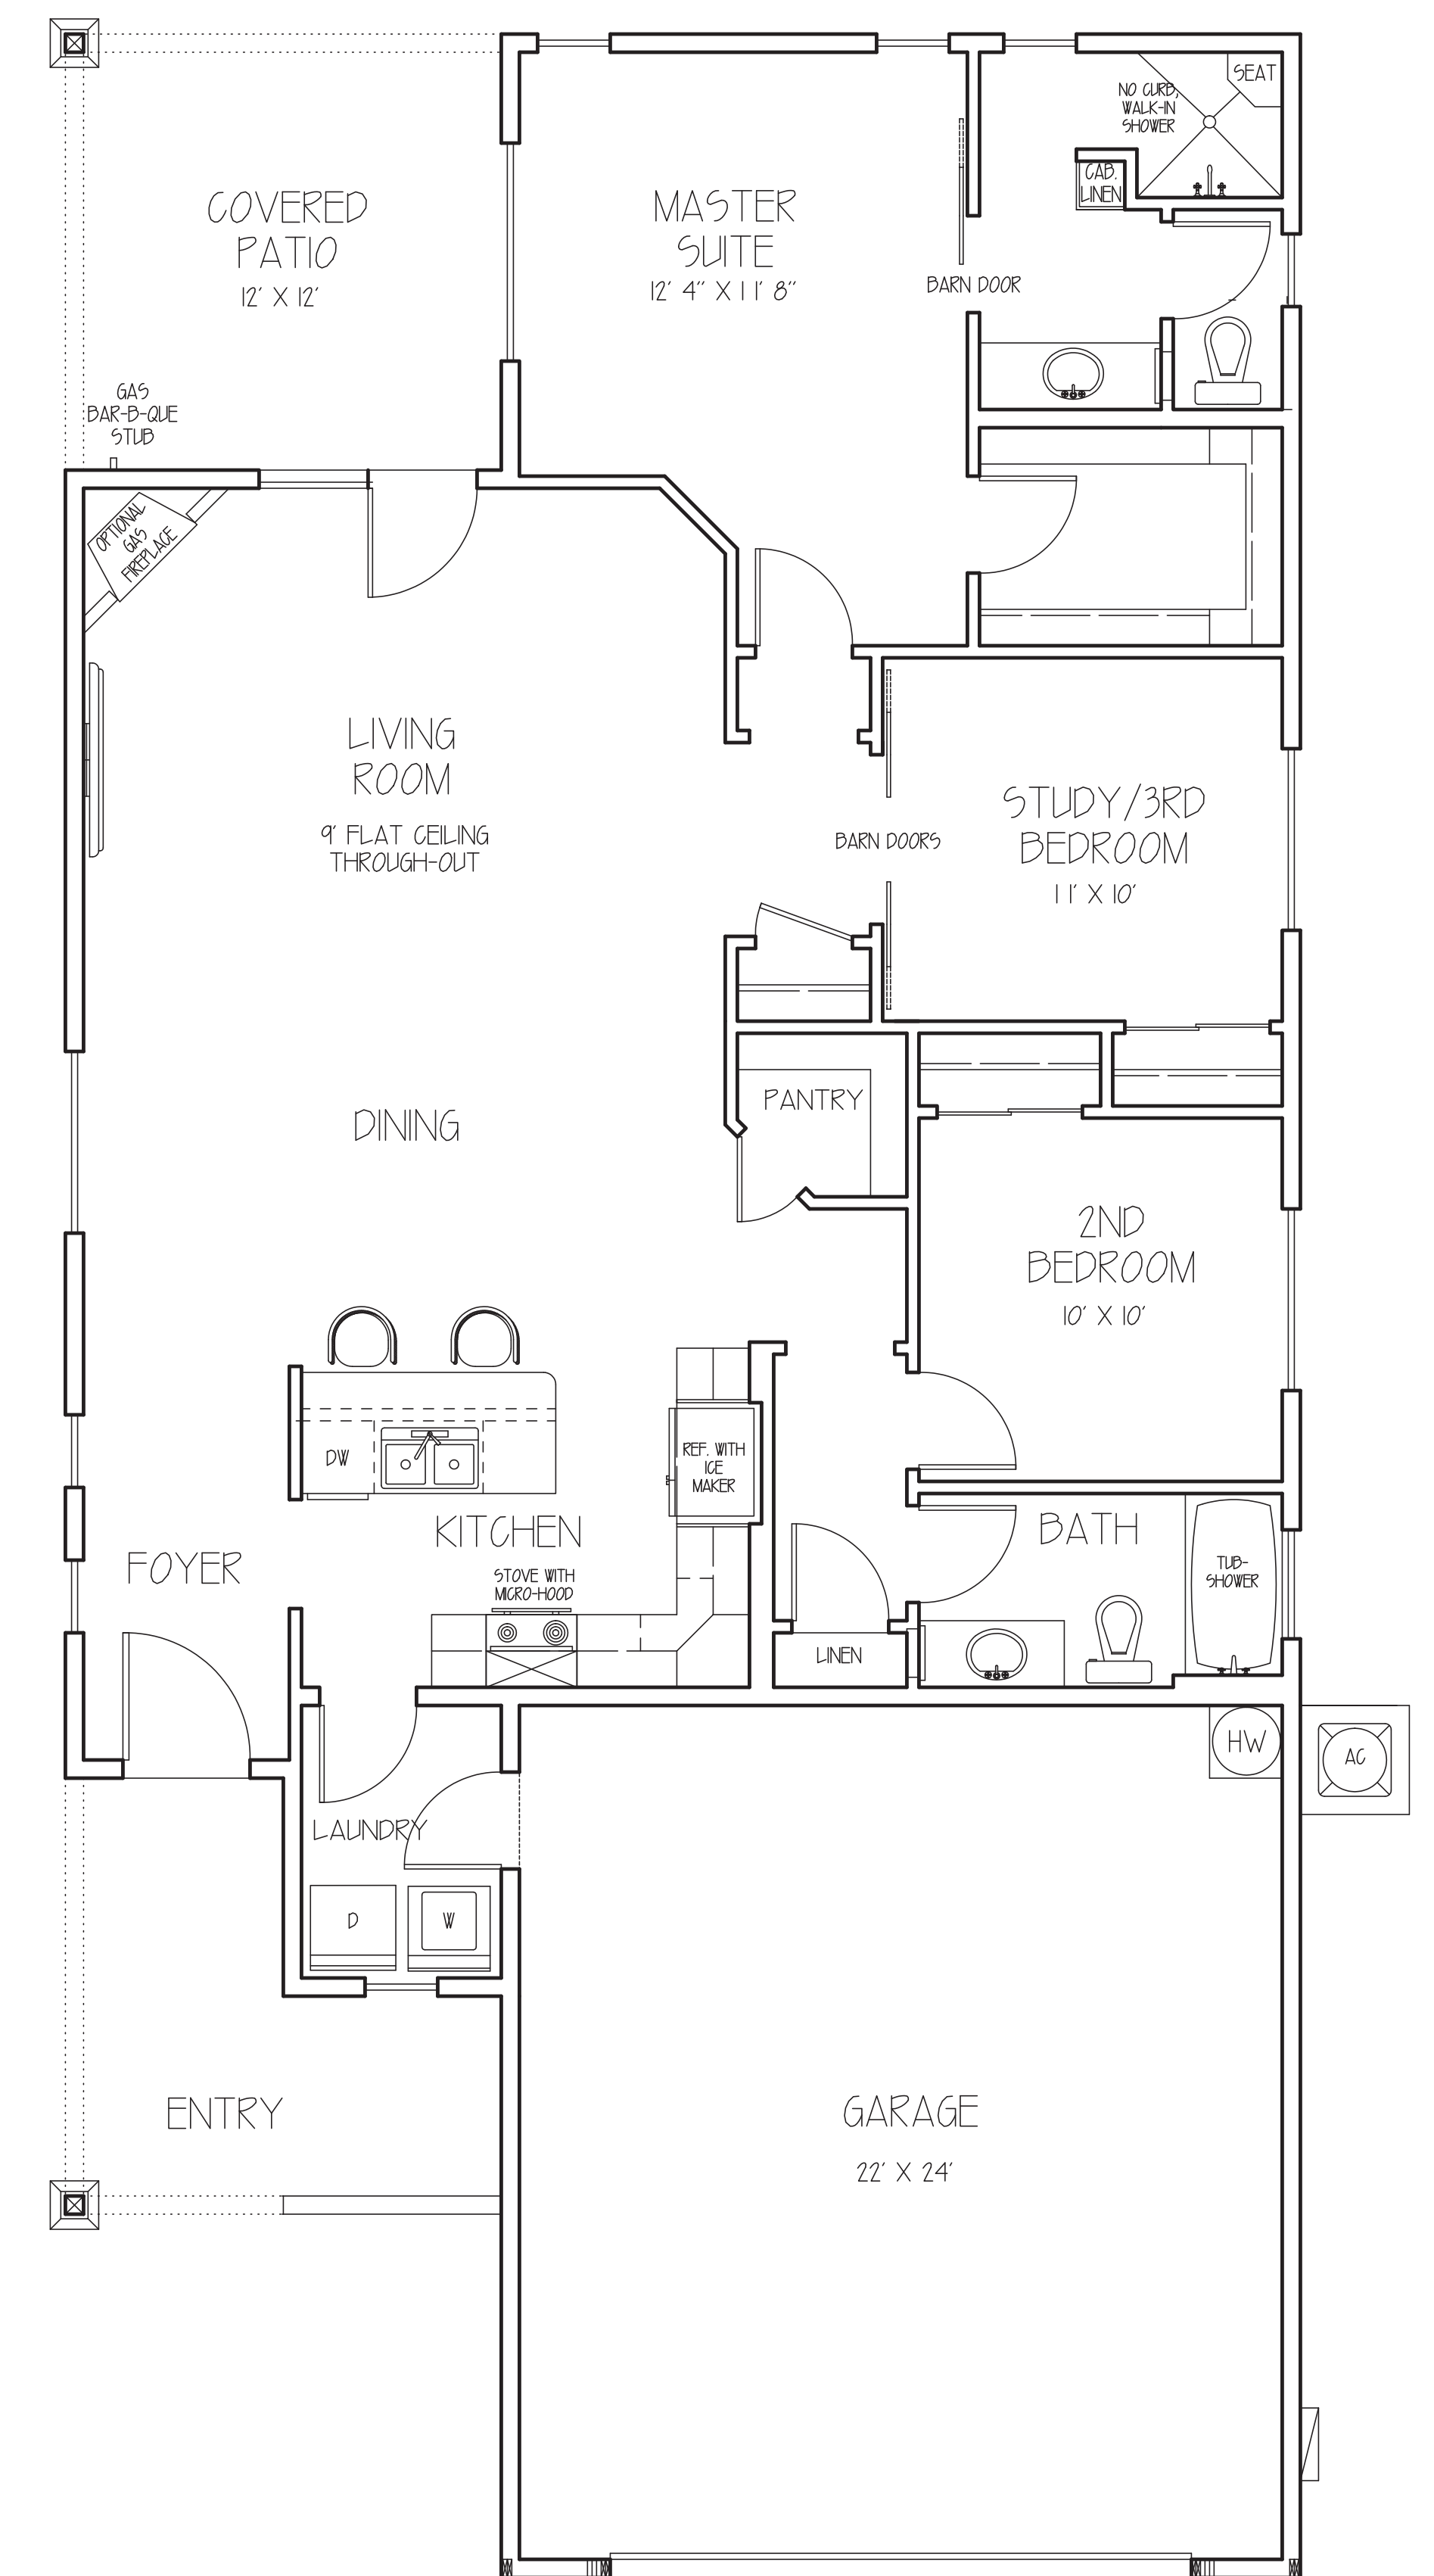 SEAT
NO CURB,
WALK-IN
SHOWER
CAB.
LINEN
COVERED
PATIO
12' X 12'
MASTER
SUITE
12' 4" X 11' 8"
BARN DOOR
GAS
BAR-B-QUE
STUB
OPTIONAL
GAS
FIREPLACE
LIVING
ROOM
9' FLAT CEILING
THROUGH-OUT
STUDY/3RD
BEDROOM
11' X 10'
BARN DOORS
PANTRY
DINING
2ND
BEDROOM
10' X 10'
DW
REF. WITH
ICE
MAKER
KITCHEN
STOVE WITH
MICRO-HOOD
FOYER
BATH
TUB-
SHOWER
LINEN
HW
AC
LAUNDRY
D
W
ENTRY
GARAGE
22' X 24'